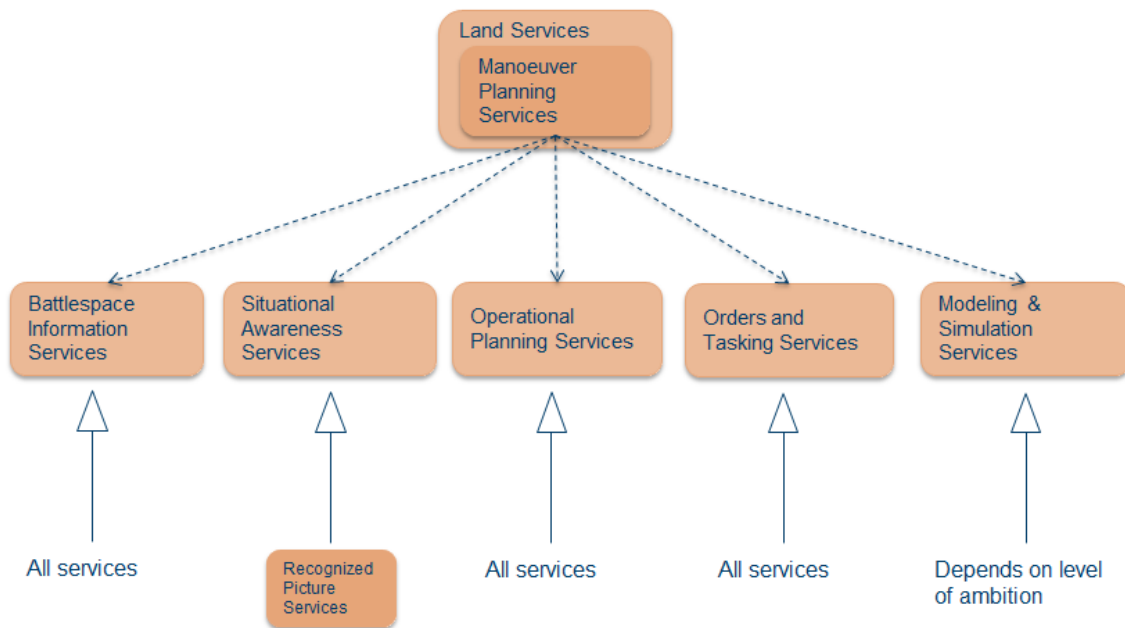 Land Services
Manoeuver
Planning
Services
Battlespace
Information
Services
Situational
Awareness
Services
Operational
Planning Services
Orders and
Tasking Services
Modeling &
Simulation
Services
All services
Recognized
Picture
Services
All services
All services
Depends on level
of ambition